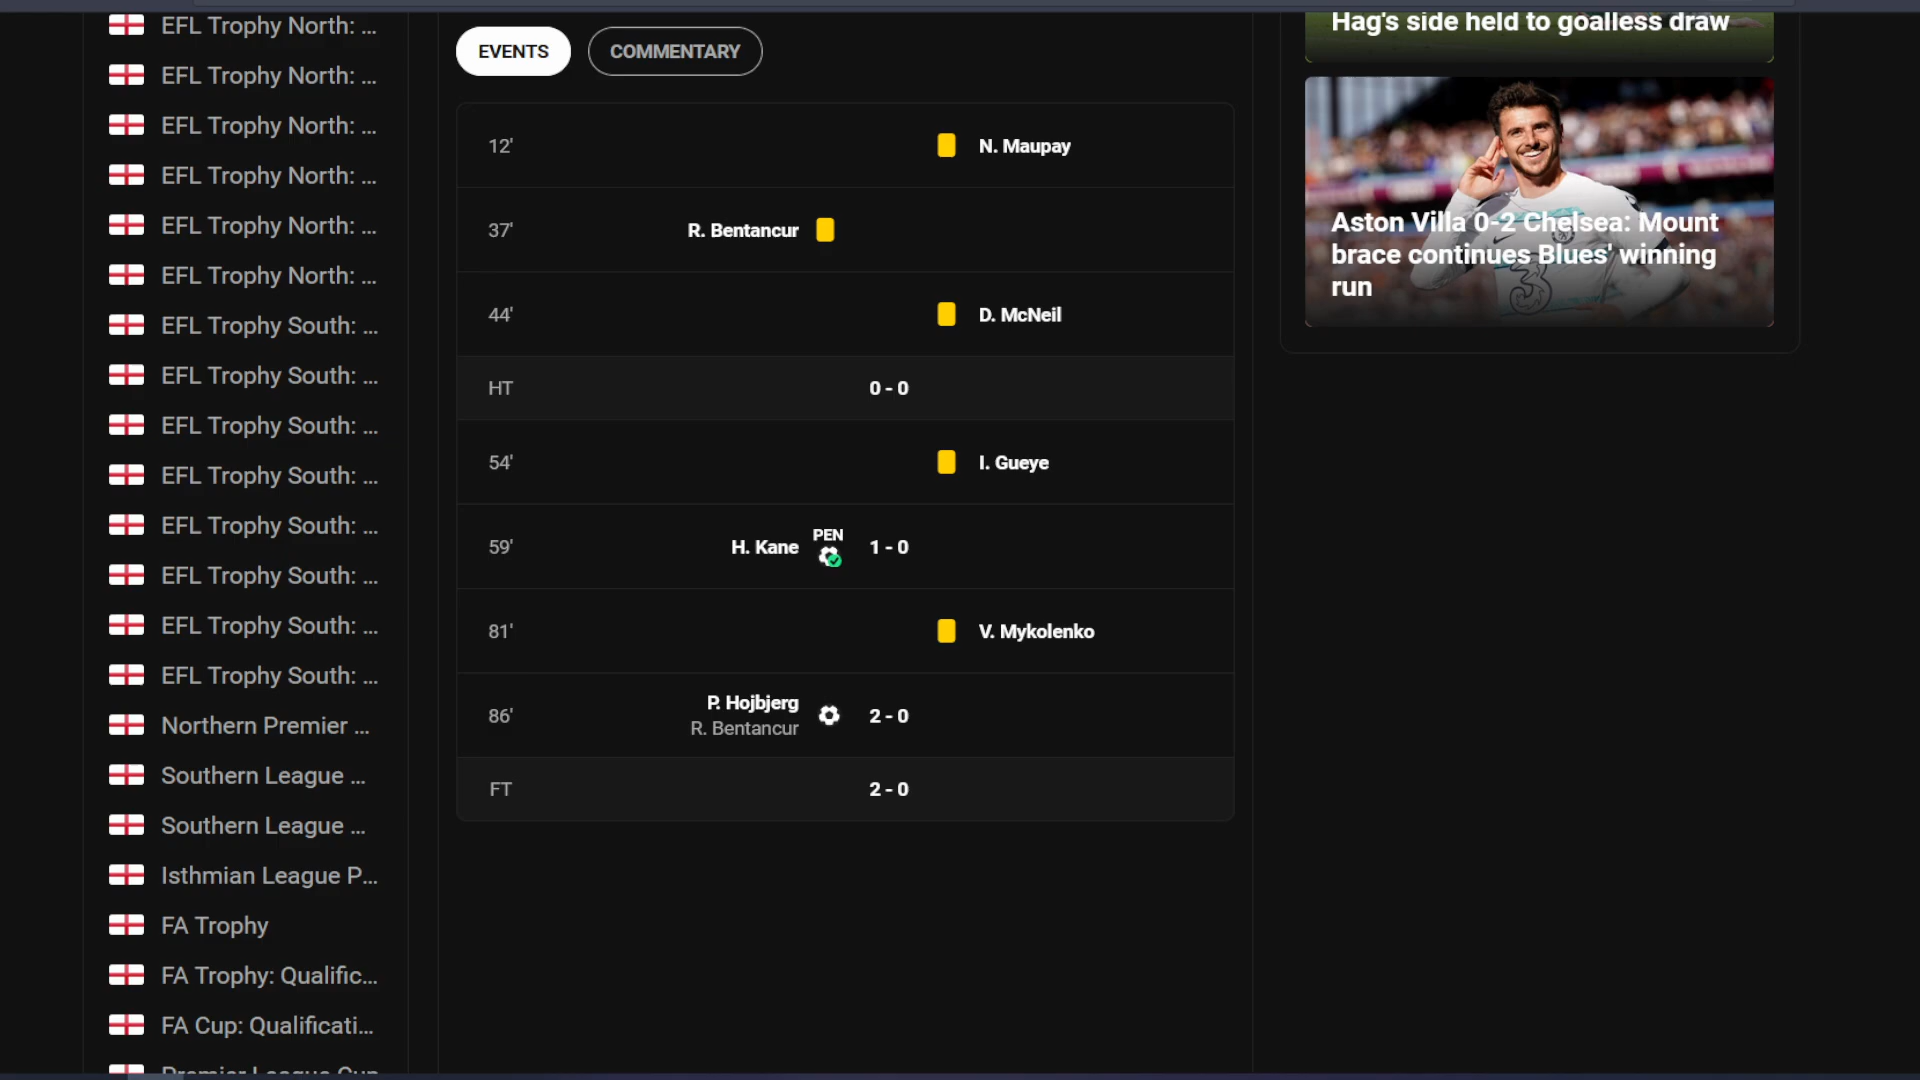 EFL Trophy North: ...
EFL Trophy North: ...
EFL Trophy North: ...
EFL Trophy North: ...
EFL Trophy North: ...
EFL Trophy North: ...
EFL Trophy South: ...
EFL Trophy South: ...
EFL Trophy South: ...
EFL Trophy South: ...
EFL Trophy South: ...
EFL Trophy South: ...
EFL Trophy South: ...
EFL Trophy South: ...
Northern Premier ...
Southern League ...
Southern League ...
Isthmian League P...
FA Trophy
FA Trophy: Qualific...
FA Cup: Qualificati...
Premier League Cup
EVENTS COMMENTARY
12' N. Maupay
37' R. Bentancur
44' D. McNeil
HT 0 - 0
54' I. Gueye
59' H. Kane PEN 1 - 0
81' V. Mykolenko
86' P. Hojbjerg 2 - 0
R. Bentancur
FT 2 - 0
Hag's side held to goalless draw
Aston Villa 0-2 Chelsea: Mount
brace continues Blues' winning
run
3